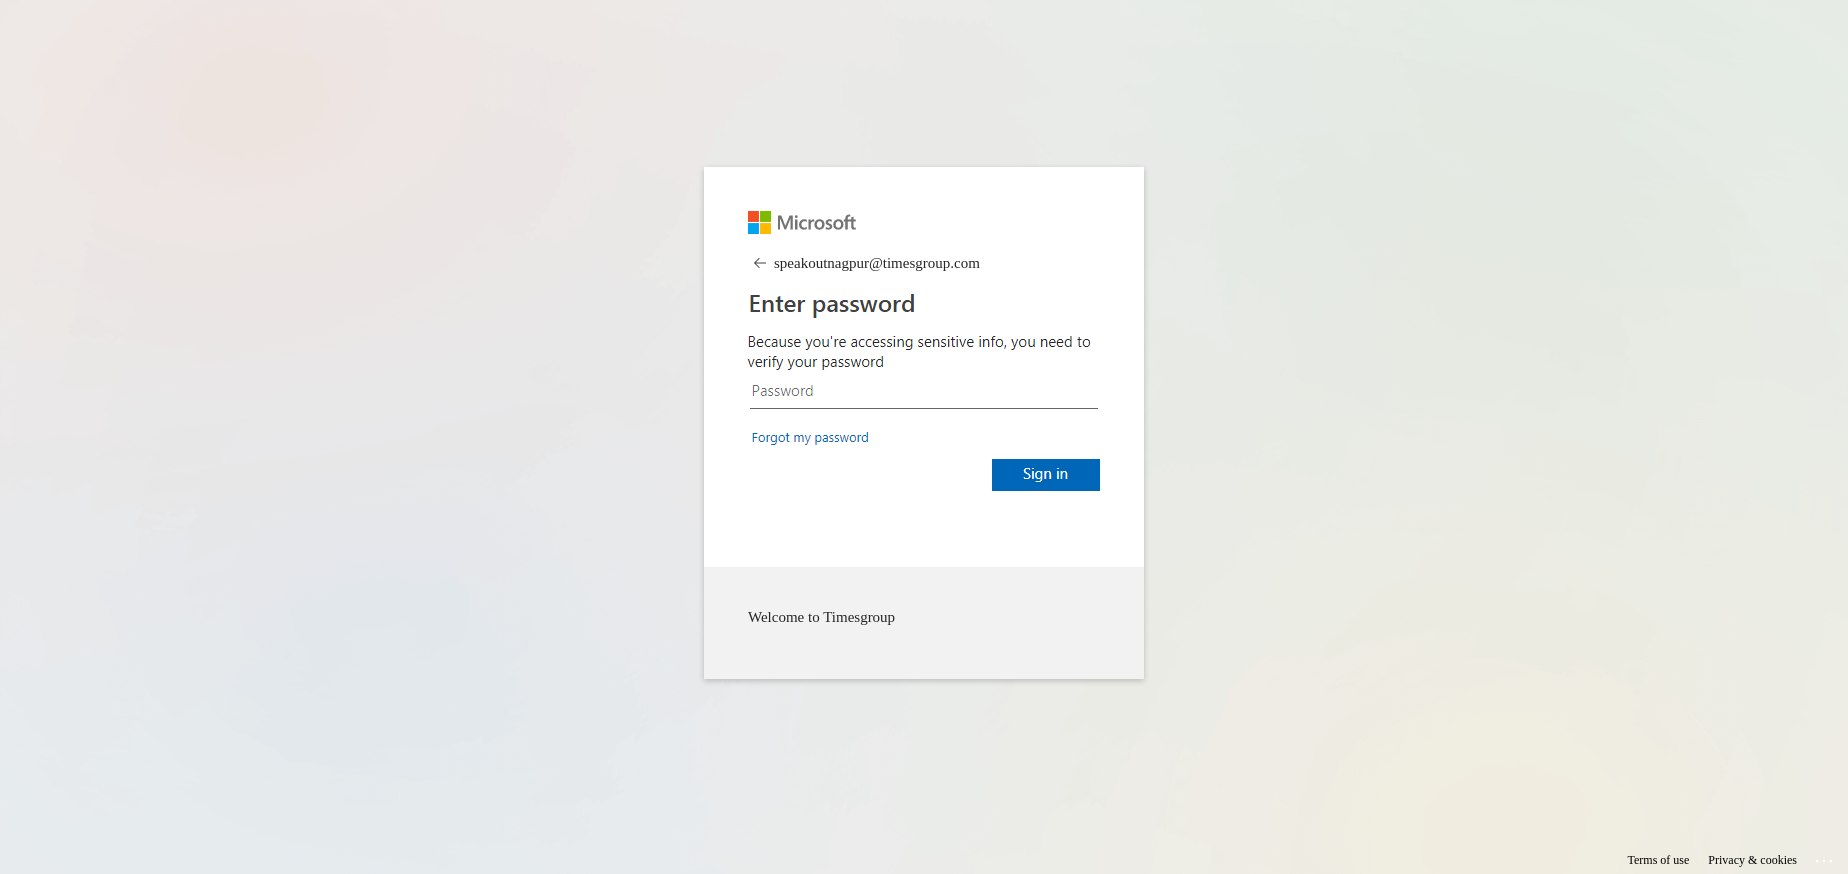 Microsoft
speakoutnagpur@timesgroup.com
Enter password
Because you're accessing sensitive info, you need to
verify your password
Password
Forgot my password
Sign in
Welcome to Timesgroup
Terms of use Privacy & cookies ...